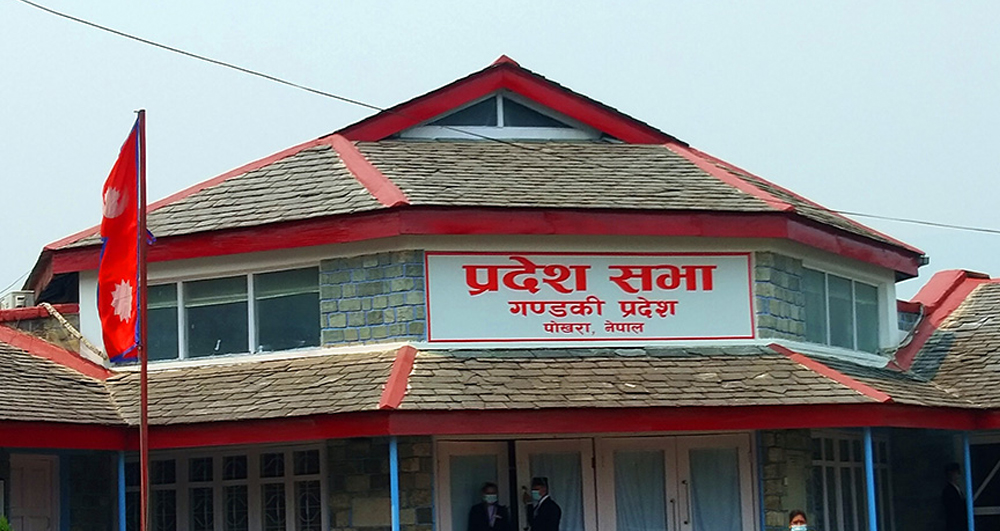 प्रदेश सभा
गण्डकी प्रदेश
पोखरा, नेपाल